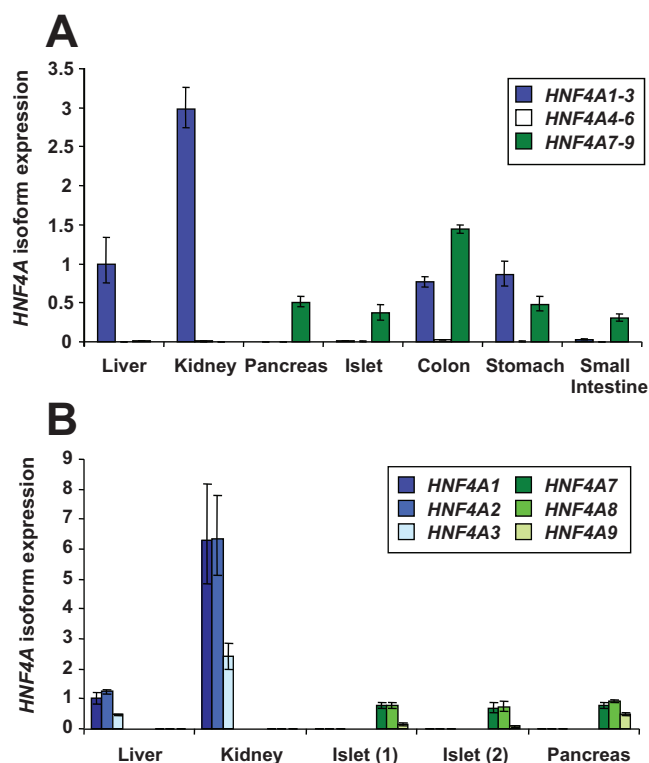 A
HNF4A isoform expression
3.5
3
2.5
2
1.5
1
0.5
0
HNF4A1-3
HNF4A4-6
HNF4A7-9
Liver Kidney Pancreas Islet Colon Stomach Small
Intestine
B
HNF4A isoform expression
9
8
7
6
5
4
3
2
1
0
HNF4A1 HNF4A7
HNF4A2 HNF4A8
HNF4A3 HNF4A9
Liver Kidney Islet (1) Islet (2) Pancreas